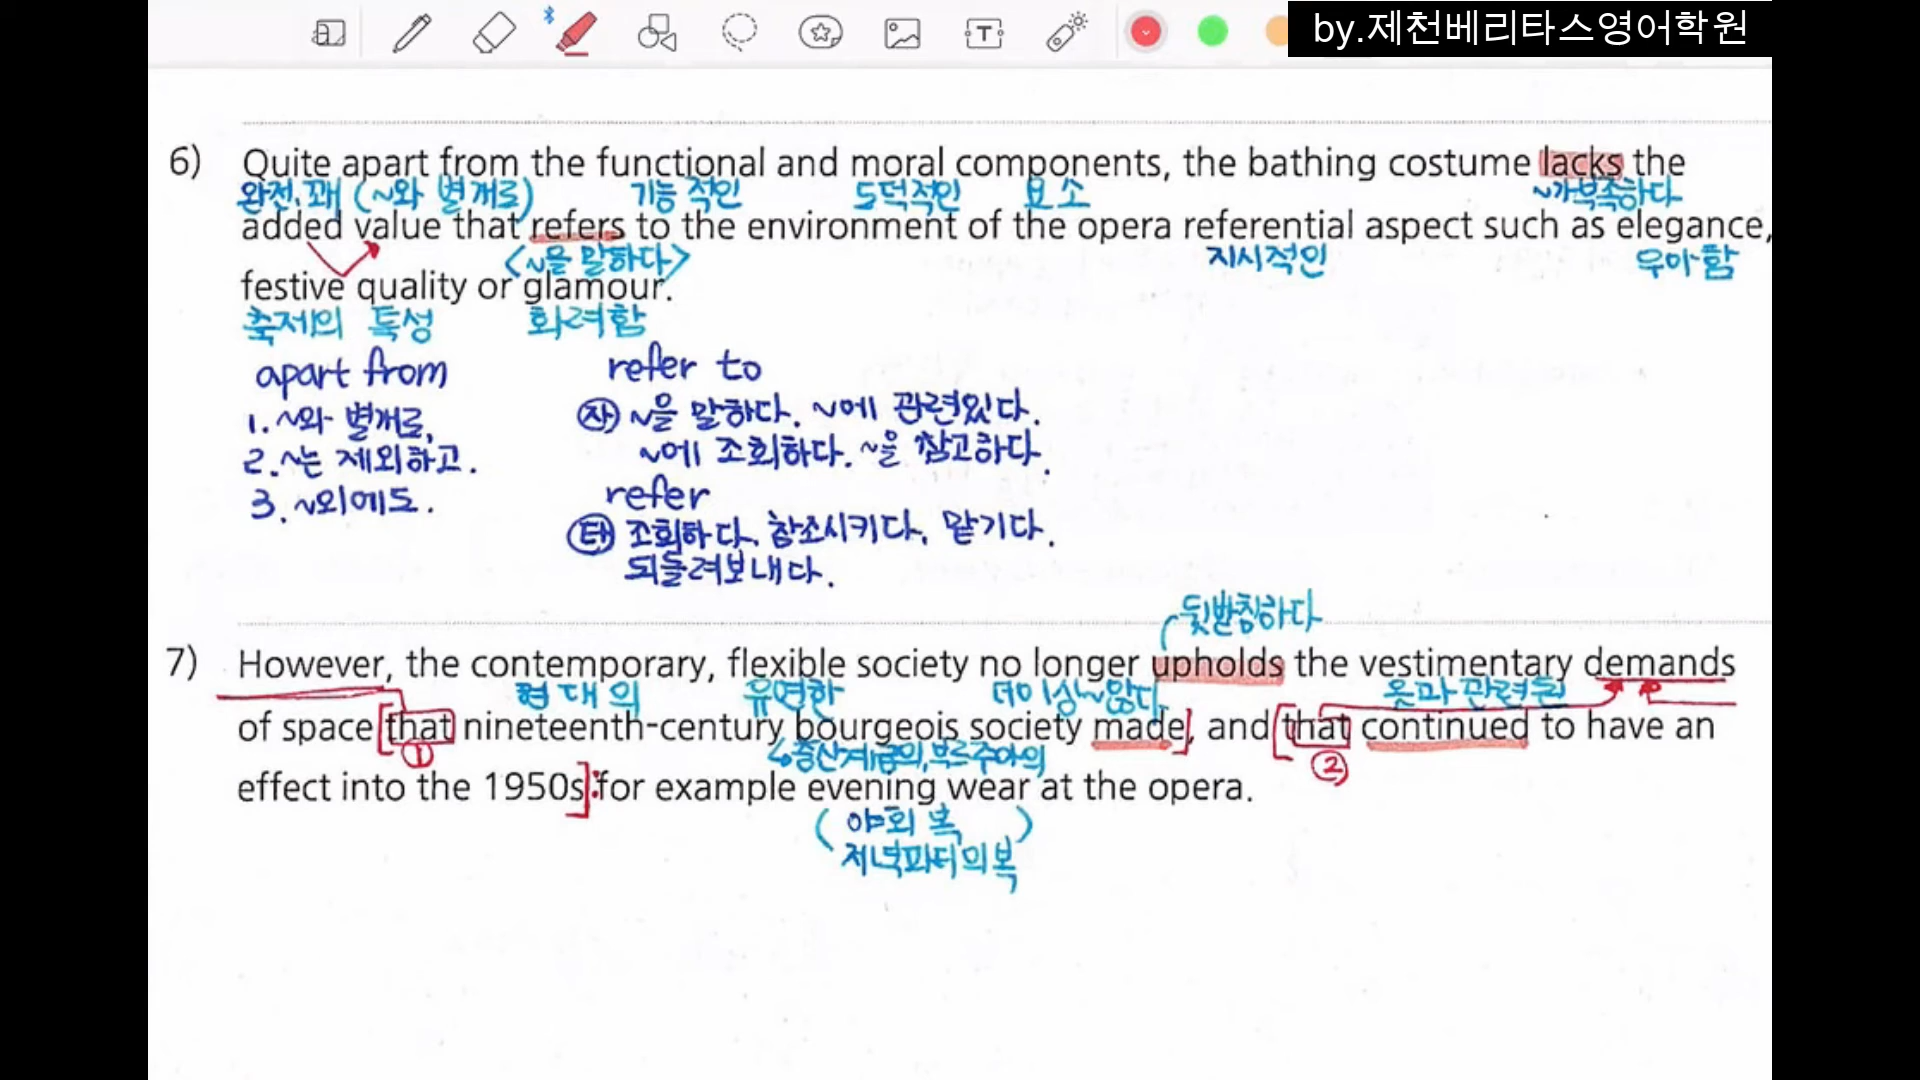 by.제천베리타스영어학원
T
6) Quite apart from the functional and moral components, the bathing costume lacks the
완전, 꽤 (~와 별개로) 기능적인 도덕적인 요소 ~가 부족하다
added value that refers to the environment of the opera referential aspect such as elegance,
<~을 말하다> 지시적인 우아함
festive quality or glamour.
축제의 특성 화려함
apart from
1. ~와 별개로,
2. ~는 제외하고.
3. ~외에도.
refer to
자 ~을 말하다. ~에 관련있다.
~에 조회하다. ~을 참고하다.
refer
타 조회하다, 참조시키다, 맡기다.
되돌려보내다.
뒷받침하다
7) However, the contemporary, flexible society no longer upholds the vestimentary demands
현대의 유연한 더이상~않다 옷과 관련된
of space [that nineteenth-century bourgeois society made], and [that continued to have an
① 중산계급의, 부르주아의 ②
effect into the 1950s]: for example evening wear at the opera.
(야회복
저녁파티의복)